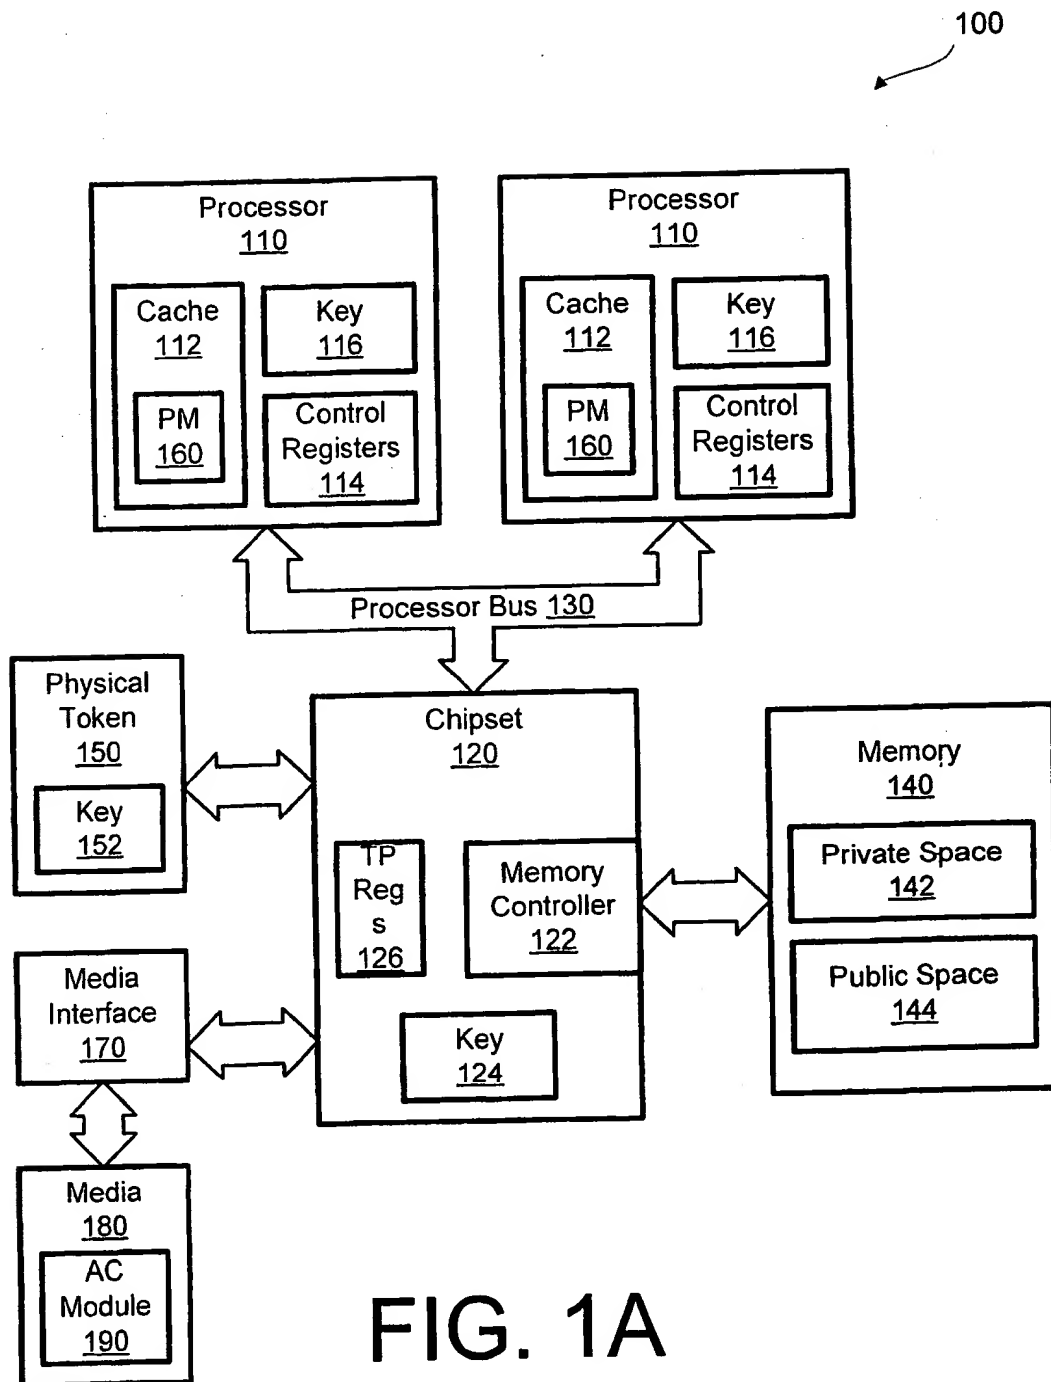 100
Processor
110
Cache
112
PM
160
Key
116
Control
Registers
114
Processor
110
Cache
112
PM
160
Key
116
Control
Registers
114
Processor Bus 130
Physical
Token
150
Key
152
Chipset
120
TP
Reg
s
126
Memory
Controller
122
Key
124
Memory
140
Private Space
142
Public Space
144
Media
Interface
170
Media
180
AC
Module
190
FIG. 1A